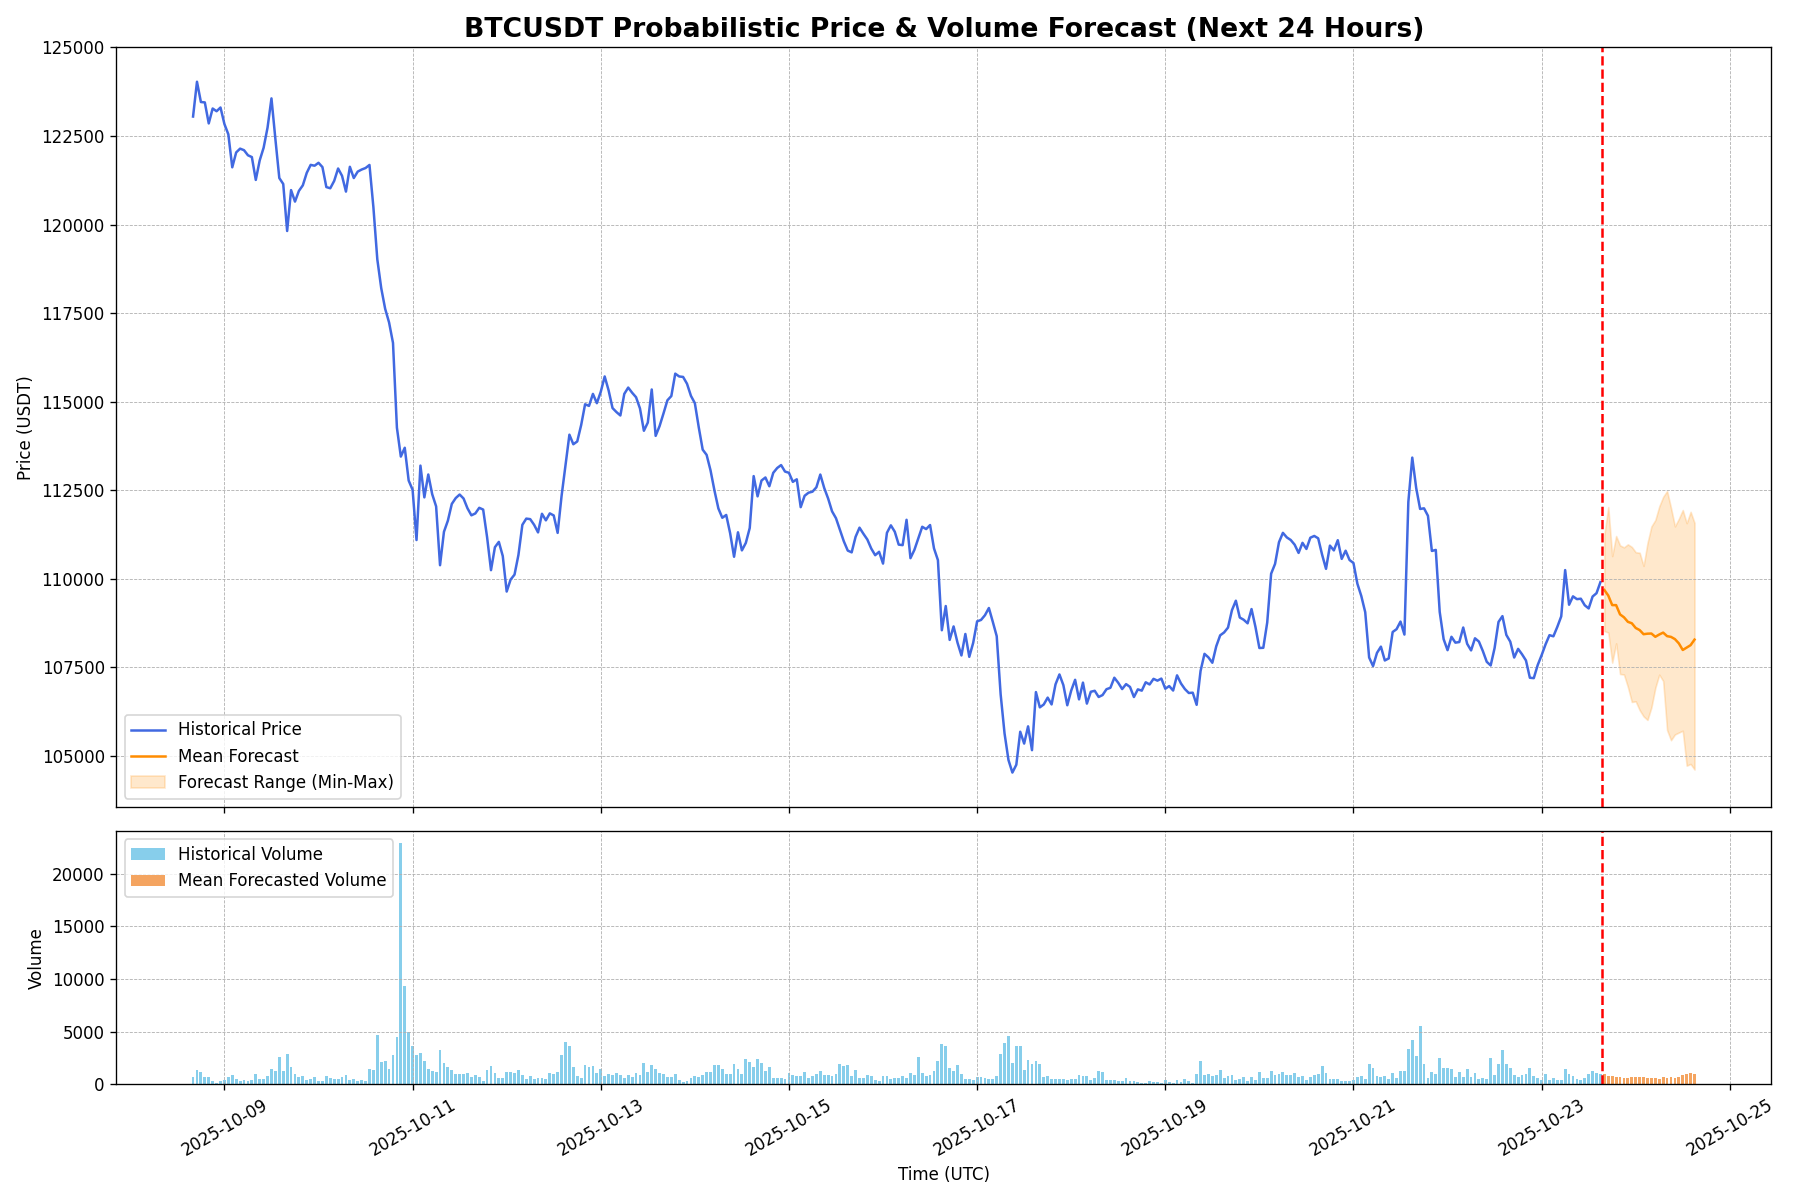 BTCUSDT Probabilistic Price & Volume Forecast (Next 24 Hours)
125000
122500
120000
117500
115000
112500
110000
107500
105000
Price (USDT)
Historical Price
Mean Forecast
Forecast Range (Min-Max)
Historical Volume
Mean Forecasted Volume
20000
15000
10000
5000
0
Volume
2025-10-09
2025-10-11
2025-10-13
2025-10-15
2025-10-17
2025-10-19
2025-10-21
2025-10-23
2025-10-25
Time (UTC)